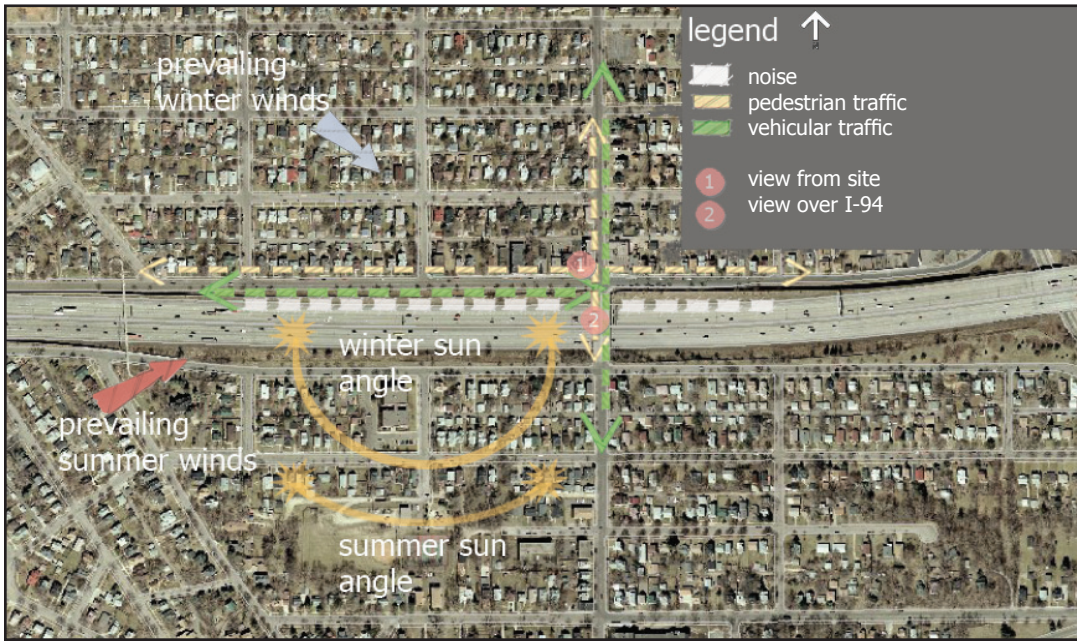 legend
noise
pedestrian traffic
vehicular traffic
1 view from site
2 view over I-94
prevailing
winter winds
1
2
winter sun
angle
prevailing
summer winds
summer sun
angle